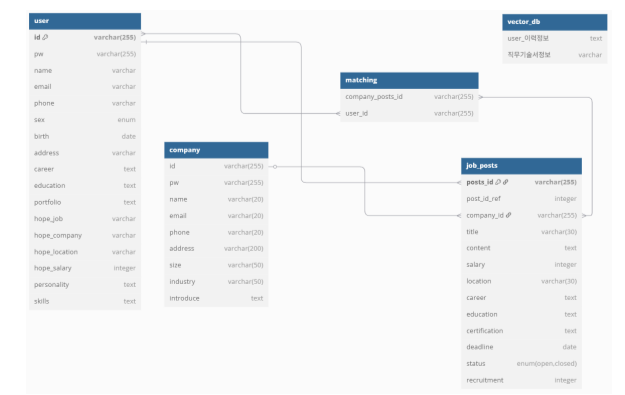 user
id varchar(255)
pw varchar(255)
name varchar
email varchar
phone varchar
sex enum
birth date
address varchar
career text
education text
portfolio text
hope_job varchar
hope_company varchar
hope_location varchar
hope_salary integer
personality text
skills text
company
id varchar(255)
pw varchar(255)
name varchar(20)
email varchar(20)
phone varchar(20)
address varchar(200)
size varchar(50)
industry varchar(50)
introduce text
matching
company_posts_id varchar(255)
user_id varchar(255)
vector_db
user_이력정보 text
직무기술서정보 varchar
job_posts
posts_id varchar(255)
post_id_ref integer
company_id varchar(255)
title varchar(30)
content text
salary integer
location varchar(30)
career text
education text
certification text
deadline date
status enum(open,closed)
recruitment integer